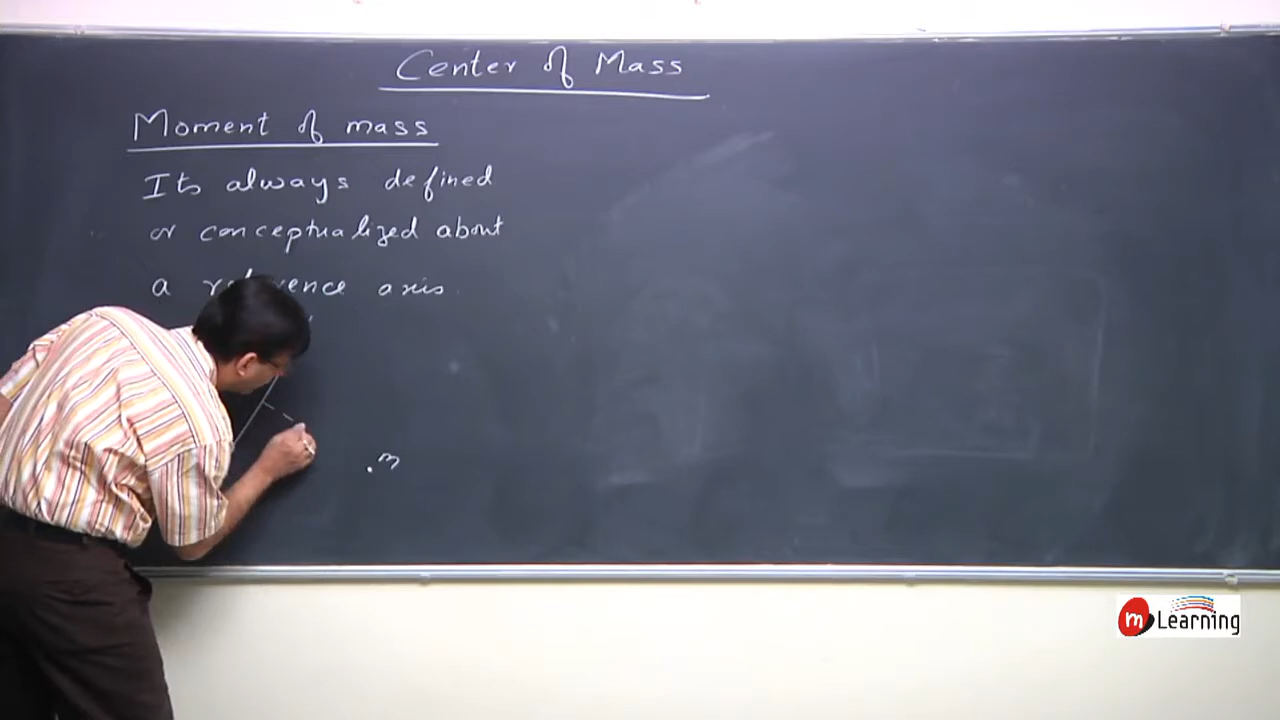 Center of Mass
Moment of mass
Its always defined
or conceptualized about
a axis
m
m Learning